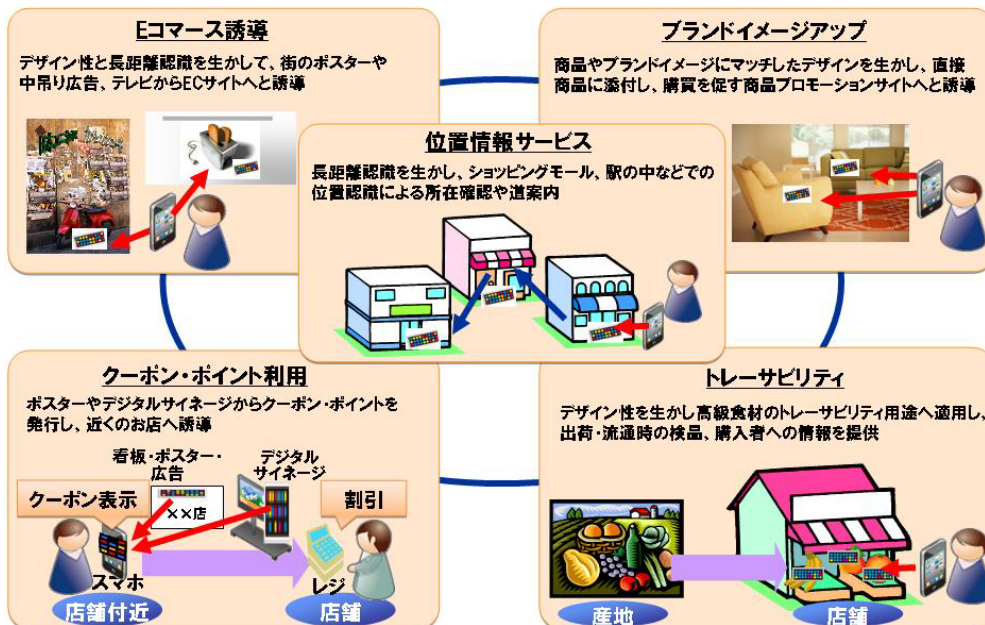 Eコマース誘導
デザイン性と長距離認識を生かして、街のポスターや
中吊り広告、テレビからECサイトへと誘導
ブランドイメージアップ
商品やブランドイメージにマッチしたデザインを生かし、直接
商品に添付し、購買を促す商品プロモーションサイトへと誘導
位置情報サービス
長距離認識を生かし、ショッピングモール、駅の中などでの
位置認識による所在確認や道案内
クーポン・ポイント利用
ポスターやデジタルサイネージからクーポン・ポイントを
発行し、近くのお店へ誘導
看板・ポスター・
広告
デジタル
サイネージ
クーポン表示
××店
割引
スマホ
レジ
店舗付近
店舗
トレーサビリティ
デザイン性を生かし高級食材のトレーサビリティ用途へ適用し、
出荷・流通時の検品、購入者への情報を提供
産地
店舗